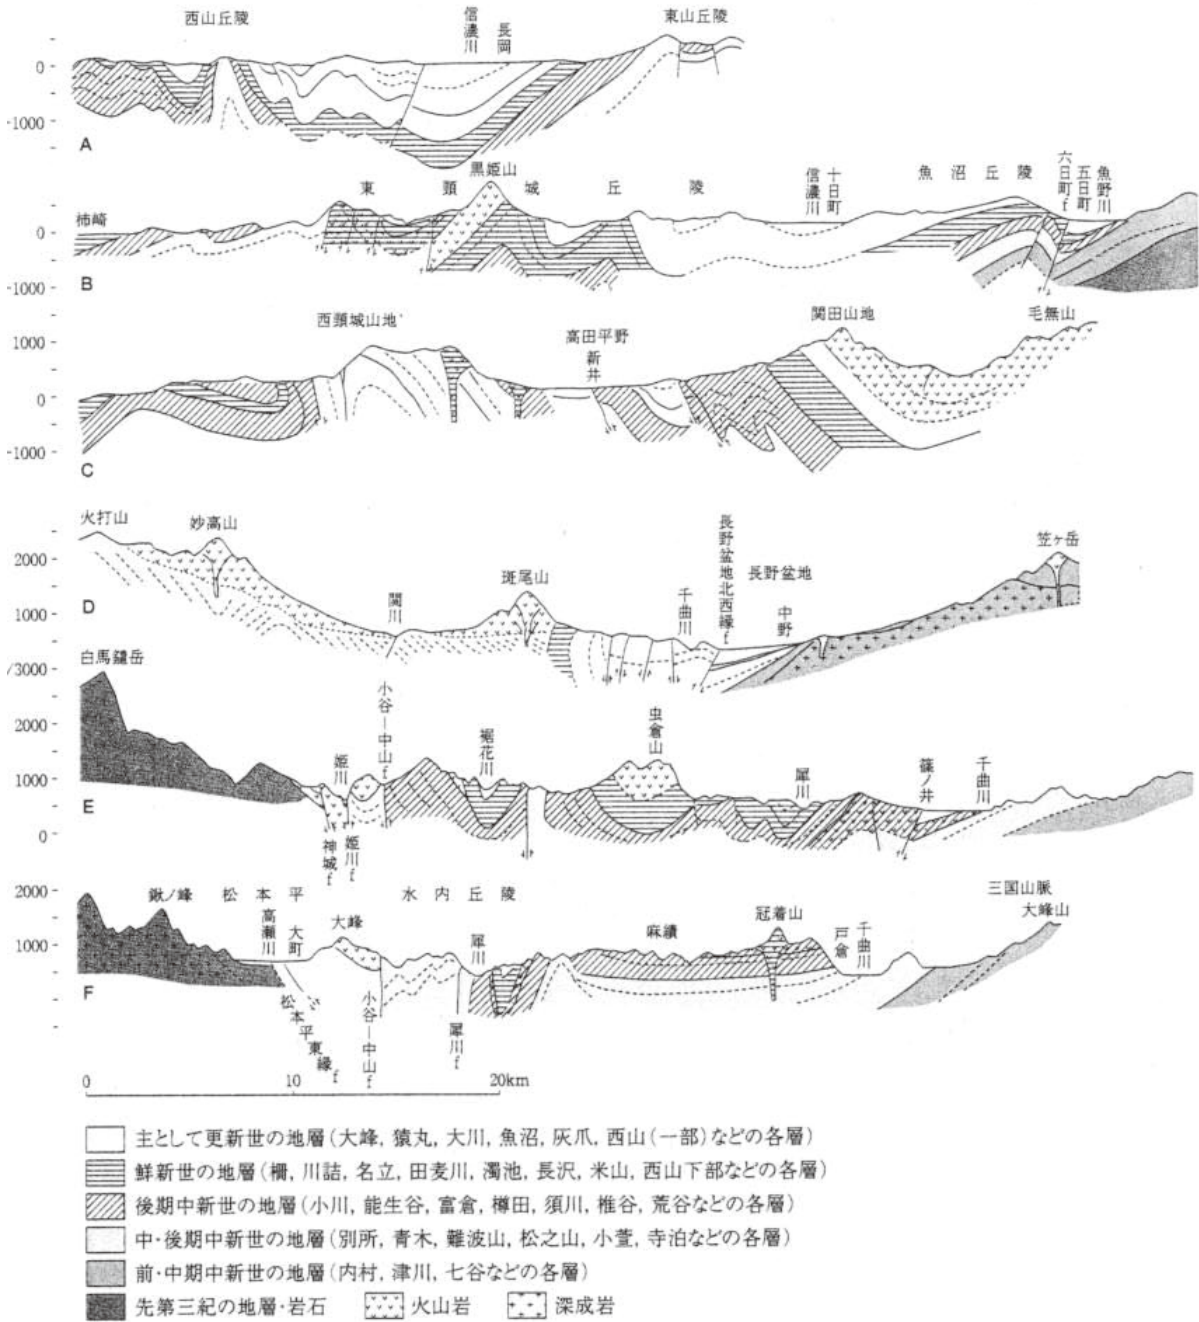 西山丘陵
信濃川
長岡
東山丘陵
0
-1000
A
黒姫山
東 頸 城 丘 陵
信濃川
十日町
魚沼丘陵
六日町f
五日町
魚野川
柿崎
0
-1000
B
西頸城山地
高田平野
新井
関田山地
毛無山
1000
0
-1000
C
火打山
妙高山
関川
斑尾山
千曲川
長野盆地北西縁f
長野盆地
中野
笠ヶ岳
2000
1000
D
白馬鑓岳
3000
2000
1000
0
E
姫川
小谷－中山f
裾花川
虫倉山
犀川
篠ノ井
千曲川
神城f
姫川f
2000
1000
F
鍬ノ峰
松本平
高瀬川
大町
大峰
水内丘陵
犀川
麻績
冠着山
戸倉
千曲川
三国山脈
大峰山
松本平東縁f
小谷－中山f
犀川f
0 10 20km
主として更新世の地層(大峰, 猿丸, 大川, 魚沼, 灰爪, 西山(一部)などの各層)
鮮新世の地層(柵, 川詰, 名立, 田麦川, 濁池, 長沢, 米山, 西山下部などの各層)
後期中新世の地層(小川, 能生谷, 富倉, 樽田, 須川, 椎谷, 荒谷などの各層)
中·後期中新世の地層(別所, 青木, 難波山, 松之山, 小萱, 寺泊などの各層)
前·中期中新世の地層(内村, 津川, 七谷などの各層)
先第三紀の地層·岩石 火山岩 深成岩